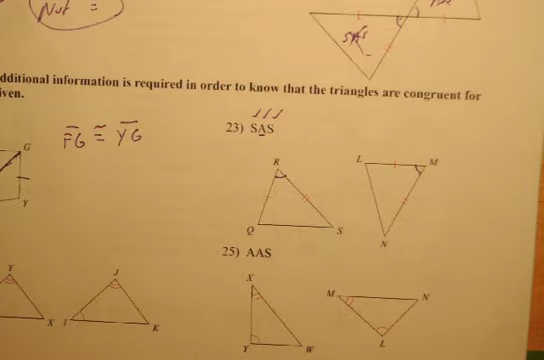 Not =
SAS
dditional information is required in order to know that the triangles are congruent for
iven.
G
Y
FG ≅ YG
23) SAS
R
Q
S
L
M
N
Y
X
J
I
K
25) AAS
X
Y
W
M
N
L